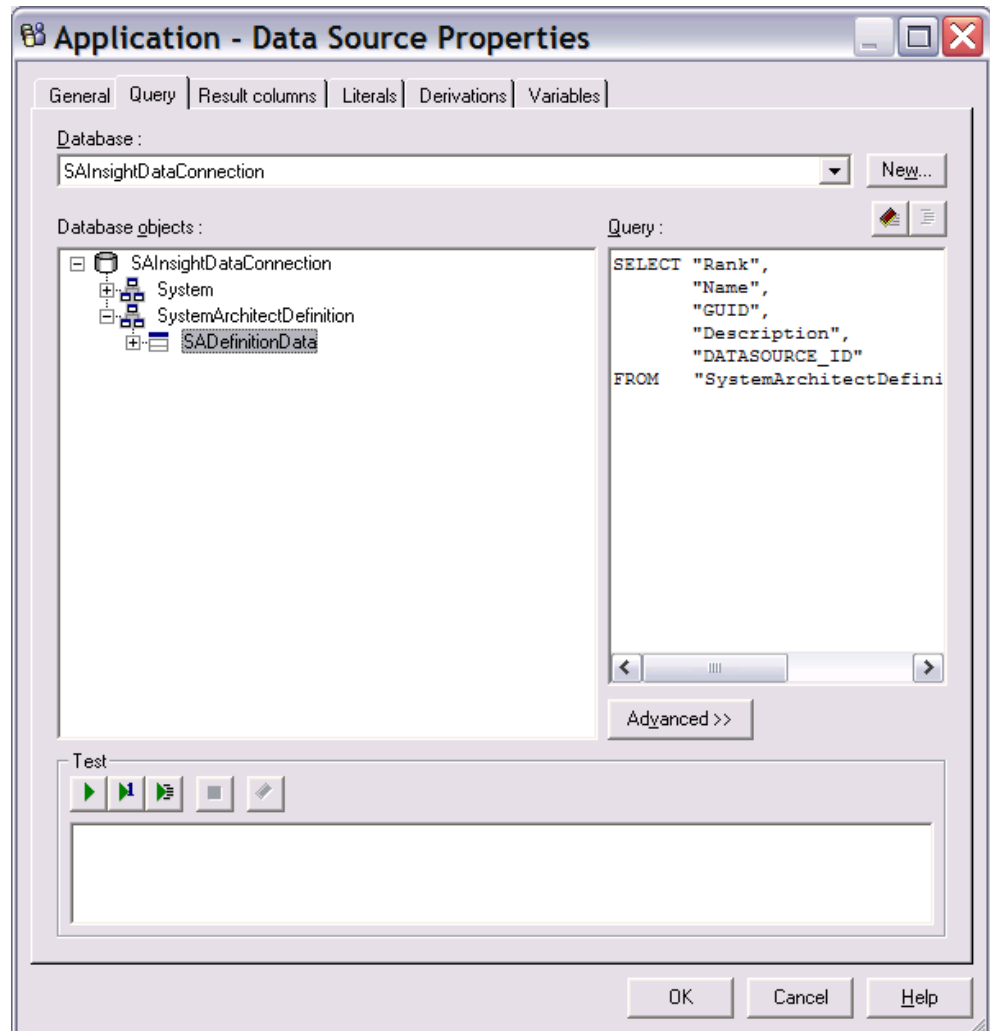 Application - Data Source Properties
General Query Result columns Literals Derivations Variables
Database :
SAInsightDataConnection New...
Database objects : Query :
SAInsightDataConnection
System
SystemArchitectDefinition
SADefinitionData
SELECT "Rank",
"Name",
"GUID",
"Description",
"DATASOURCE_ID"
FROM "SystemArchitectDefini
Advanced >>
Test
1
OK Cancel Help